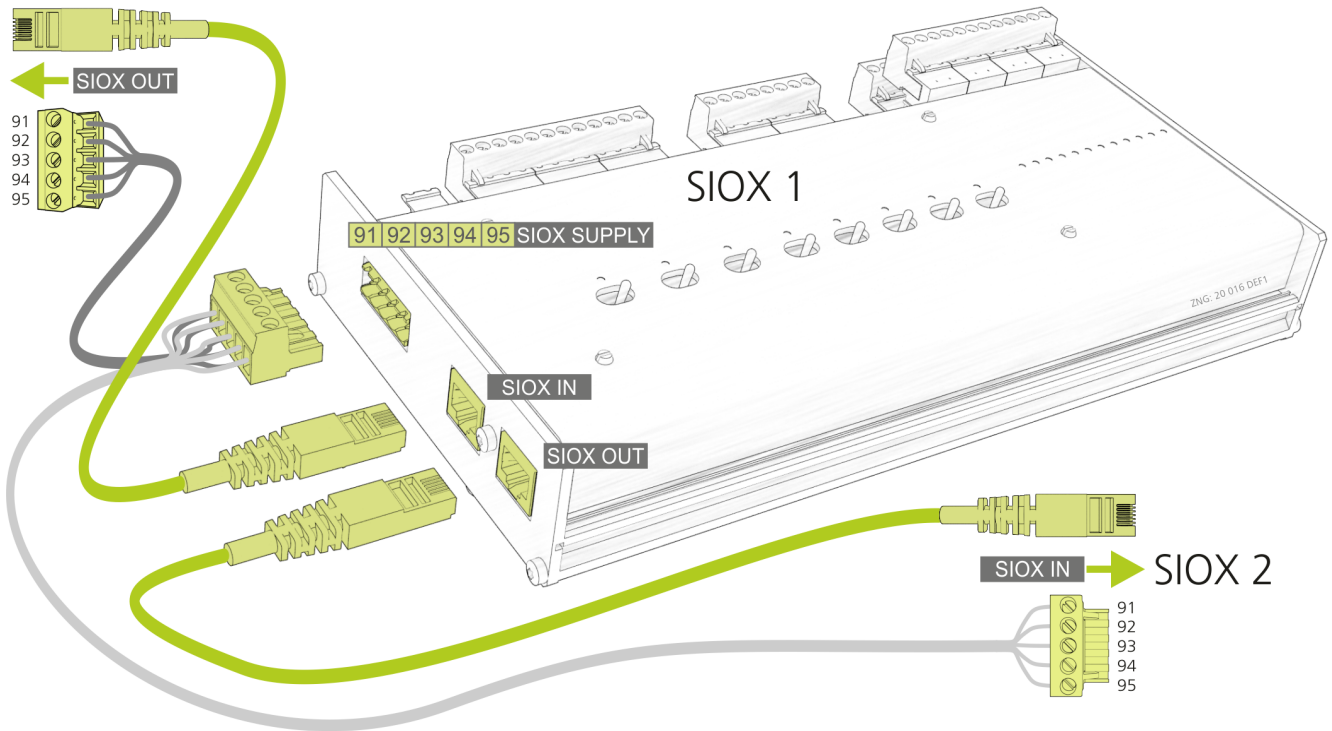 SIOX OUT
91
92
93
94
95
SIOX 1
91 92 93 94 95 SIOX SUPPLY
ZNG: 20 016 DEF1
SIOX IN
SIOX OUT
SIOX IN
SIOX 2
91
92
93
94
95